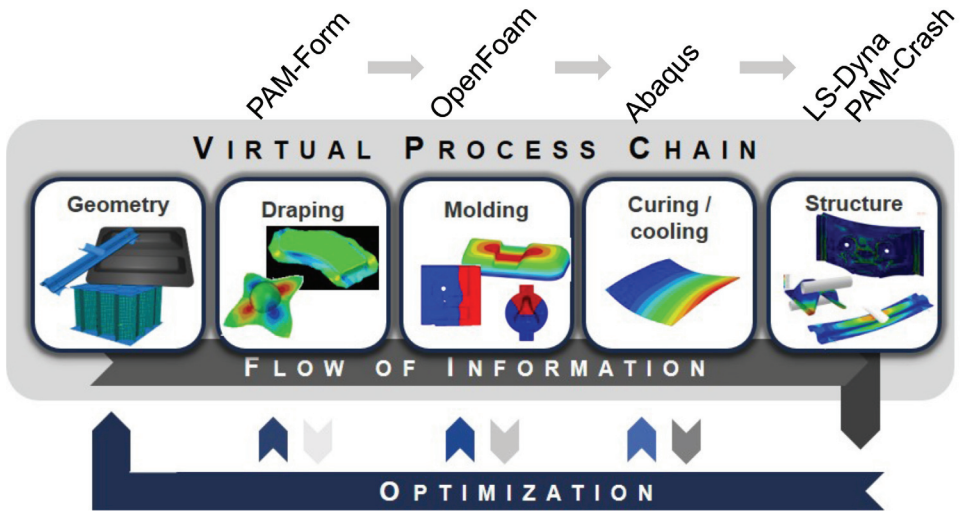 PAM-Form
OpenFoam
Abaqus
LS-Dyna
PAM-Crash
VIRTUAL PROCESS CHAIN
Geometry
Draping
Molding
Curing /
cooling
Structure
FLOW OF INFORMATION
OPTIMIZATION